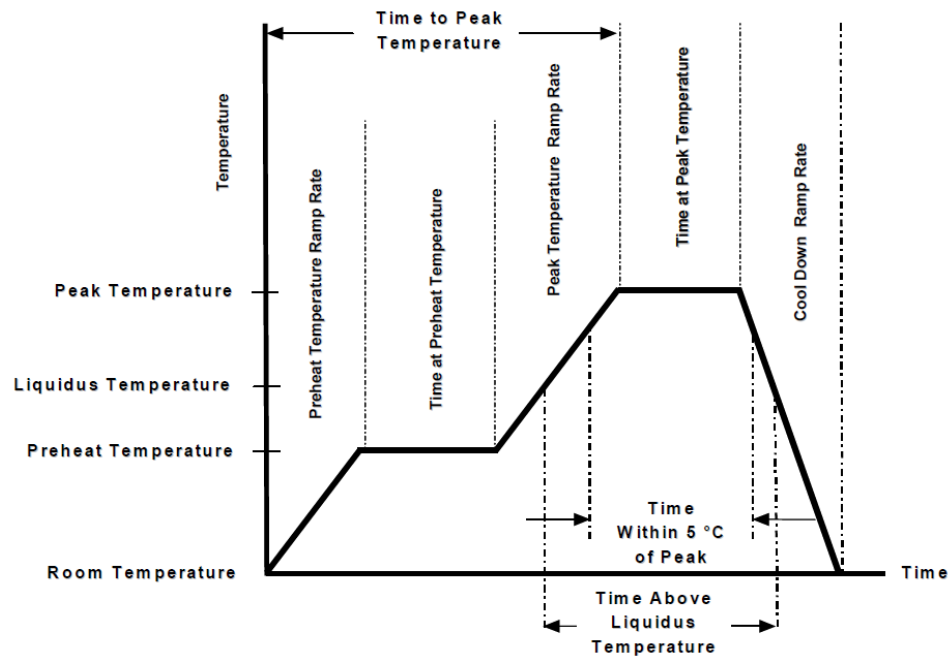 Time to Peak
Temperature
Temperature
Preheat Temperature Ramp Rate
Time at Preheat Temperature
Peak Temperature Ramp Rate
Time at Peak Temperature
Cool Down Ramp Rate
Peak Temperature
Liquidus Temperature
Preheat Temperature
Room Temperature
Time
Within 5 °C
of Peak
Time
Time Above
Liquidus
Temperature